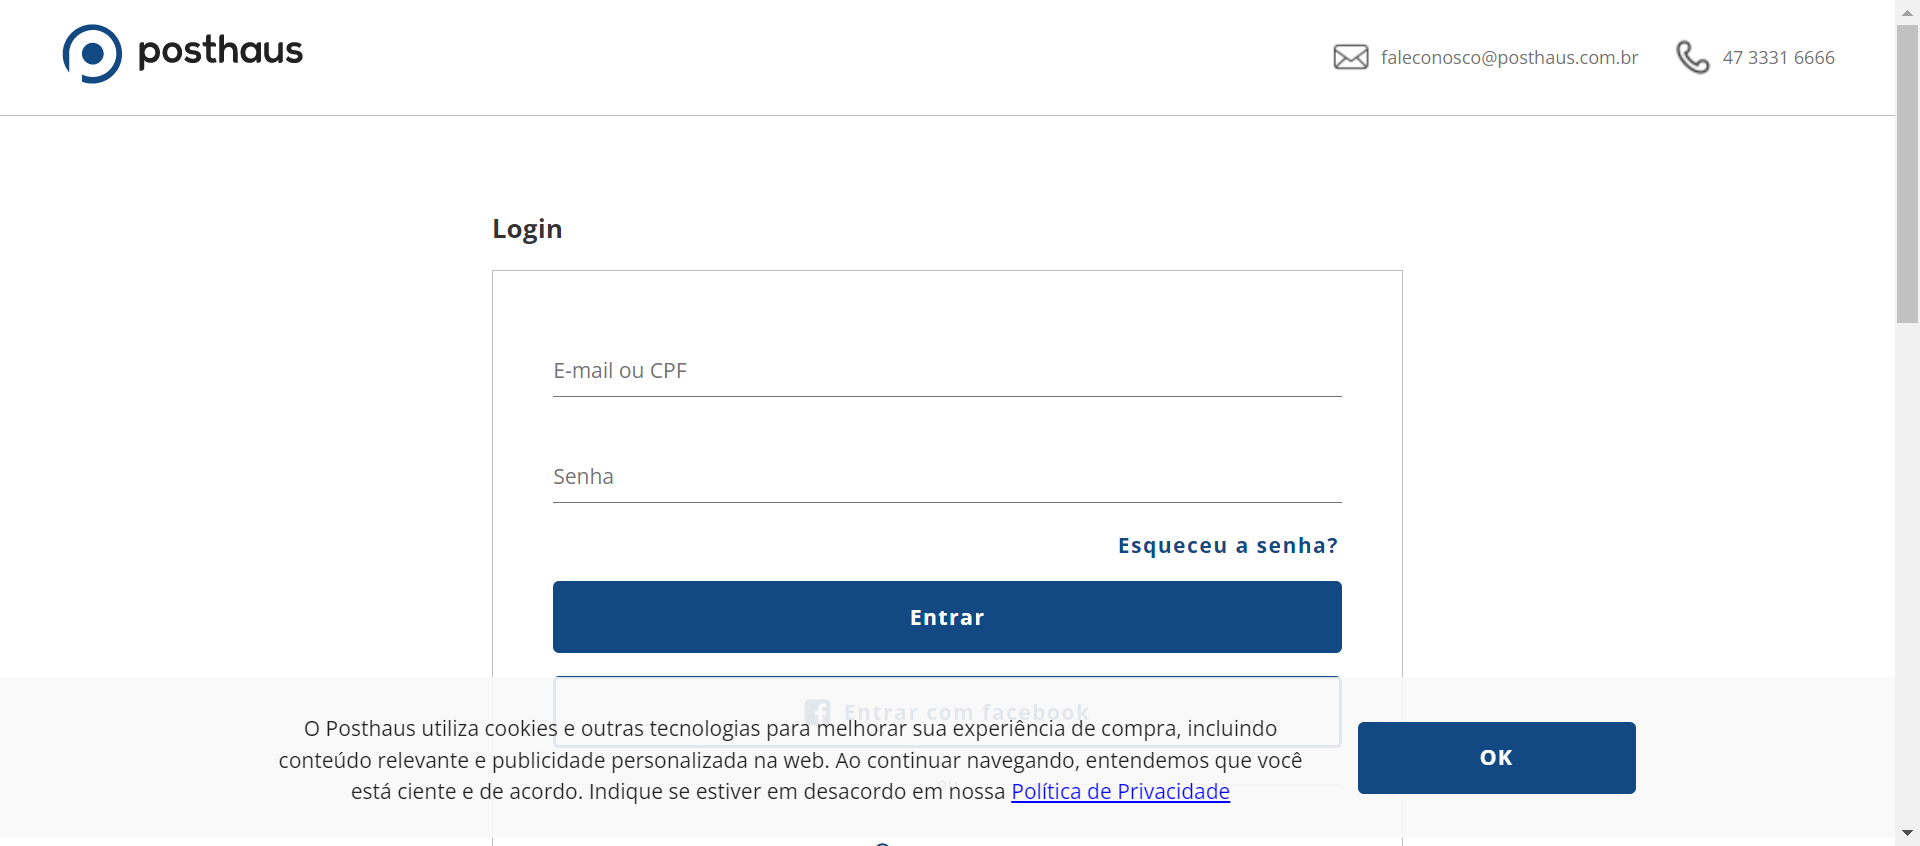 posthaus
faleconosco@posthaus.com.br
47 3331 6666
Login
E-mail ou CPF
Senha
Esqueceu a senha?
Entrar
Entrar com facebook
O Posthaus utiliza cookies e outras tecnologias para melhorar sua experiência de compra, incluindo
conteúdo relevante e publicidade personalizada na web. Ao continuar navegando, entendemos que você
está ciente e de acordo. Indique se estiver em desacordo em nossa Política de Privacidade
OK